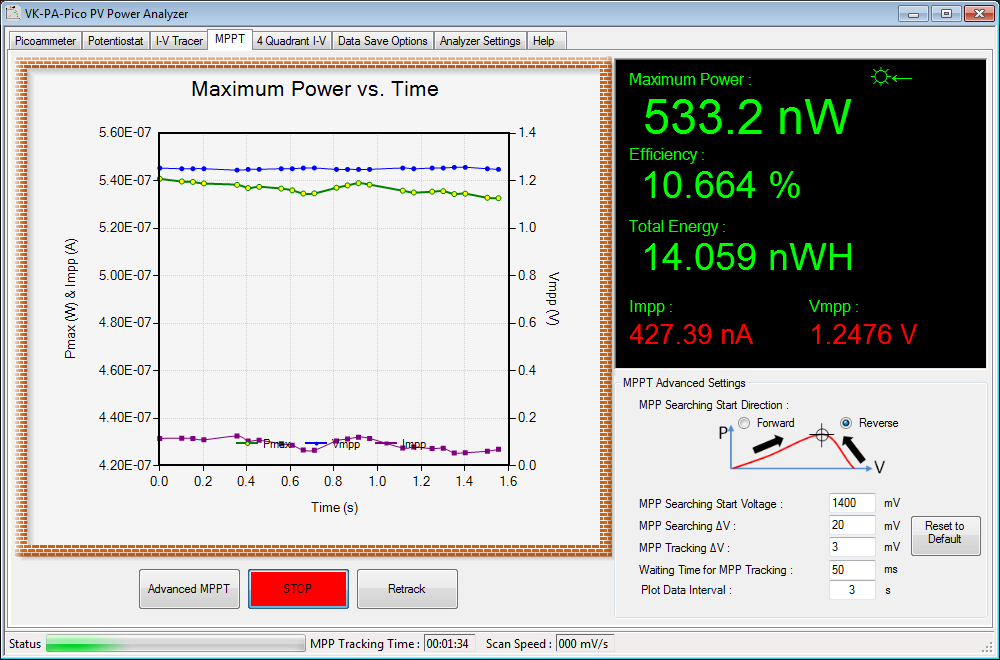 VK-PA-Pico PV Power Analyzer
Picoammeter Potentiostat I-V Tracer MPPT 4 Quadrant I-V Data Save Options Analyzer Settings Help
Maximum Power vs. Time
5.60E-07
5.40E-07
5.20E-07
5.00E-07
4.80E-07
4.60E-07
4.40E-07
4.20E-07
Pmax (W) & Impp (A)
1.4
1.2
1.0
0.8
0.6
0.4
0.2
0.0
Vmpp (V)
Pmax Vmpp Impp
0.0 0.2 0.4 0.6 0.8 1.0 1.2 1.4 1.6
Time (s)
Advanced MPPT STOP Retrack
Maximum Power :
533.2 nW
Efficiency :
10.664 %
Total Energy :
14.059 nWH
Impp : Vmpp :
427.39 nA 1.2476 V
MPPT Advanced Settings
MPP Searching Start Direction :
Forward Reverse
P
V
MPP Searching Start Voltage : 1400 mV
MPP Searching ΔV : 20 mV
MPP Tracking ΔV : 3 mV
Waiting Time for MPP Tracking : 50 ms
Plot Data Interval : 3 s
Reset to
Default
Status MPP Tracking Time : 00:01:34 Scan Speed : 000 mV/s